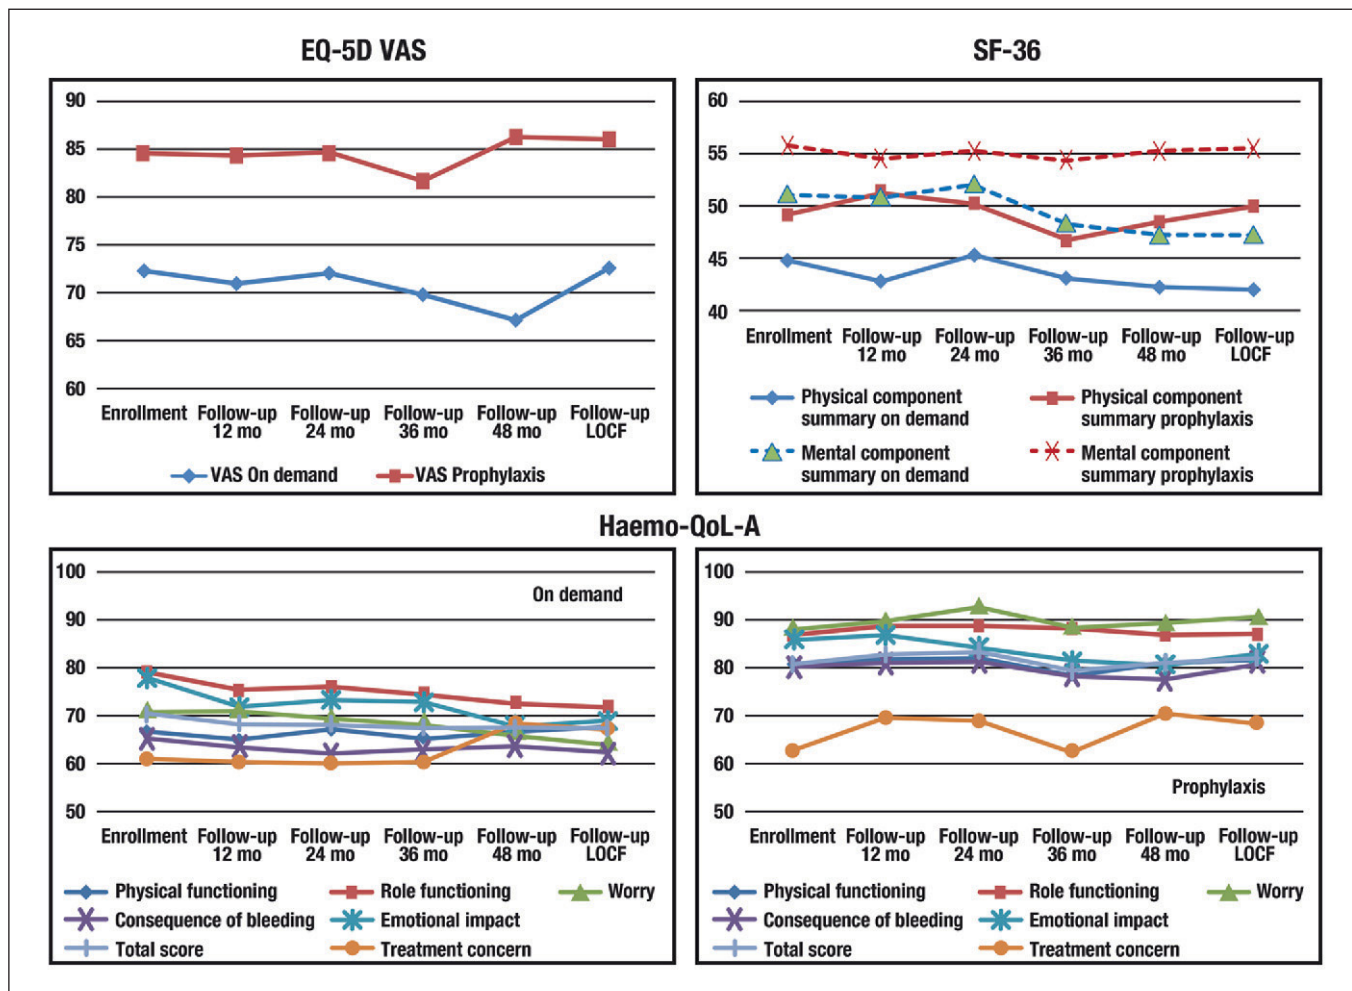 EQ-5D VAS
90
85
80
75
70
65
60
Enrollment
Follow-up
12 mo
Follow-up
24 mo
Follow-up
36 mo
Follow-up
48 mo
Follow-up
LOCF
VAS On demand
VAS Prophylaxis
SF-36
60
55
50
45
40
Enrollment
Follow-up
12 mo
Follow-up
24 mo
Follow-up
36 mo
Follow-up
48 mo
Follow-up
LOCF
Physical component
summary on demand
Physical component
summary prophylaxis
Mental component
summary on demand
Mental component
summary prophylaxis
Haemo-QoL-A
100
90
80
70
60
50
On demand
Enrollment
Follow-up
12 mo
Follow-up
24 mo
Follow-up
36 mo
Follow-up
48 mo
Follow-up
LOCF
Physical functioning
Role functioning
Worry
Consequence of bleeding
Emotional impact
Total score
Treatment concern
100
90
80
70
60
50
Prophylaxis
Enrollment
Follow-up
12 mo
Follow-up
24 mo
Follow-up
36 mo
Follow-up
48 mo
Follow-up
LOCF
Physical functioning
Role functioning
Worry
Consequence of bleeding
Emotional impact
Total score
Treatment concern